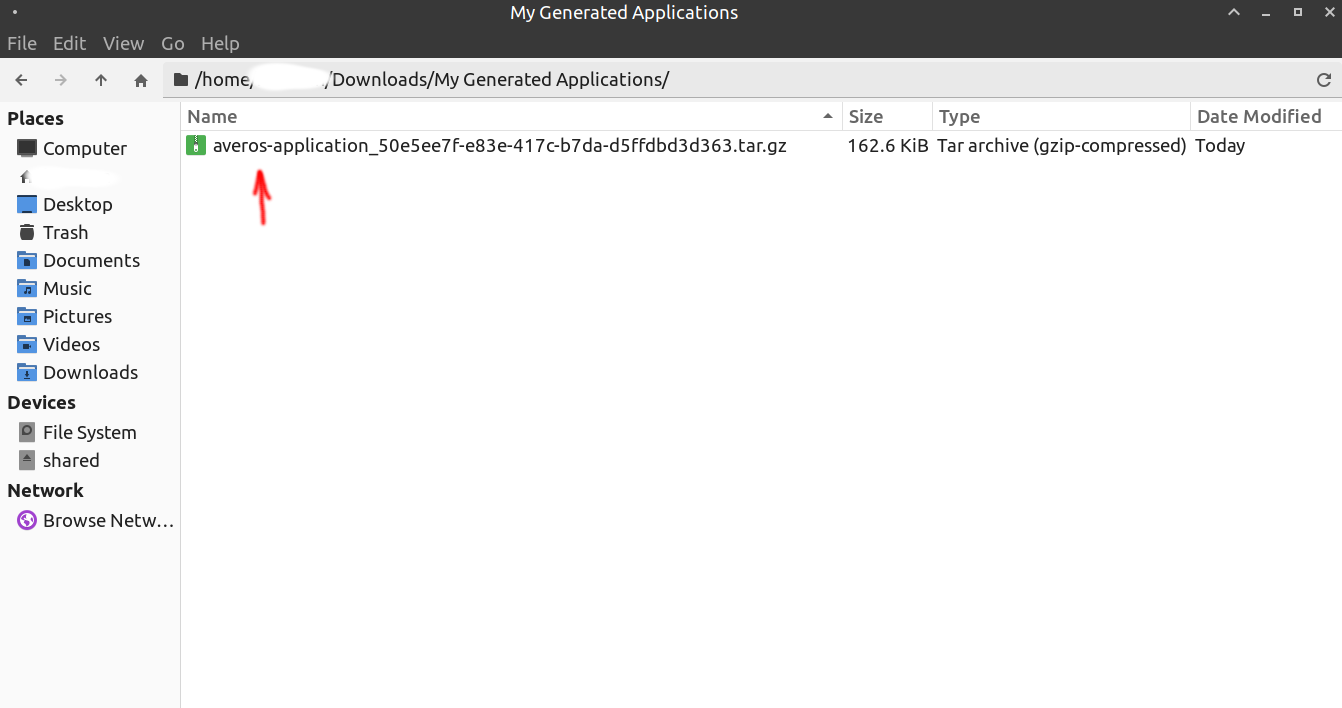 My Generated Applications
File Edit View Go Help
/home/ /Downloads/My Generated Applications/
Name Size Type Date Modified
averos-application_50e5ee7f-e83e-417c-b7da-d5ffdbd3d363.tar.gz 162.6 KiB Tar archive (gzip-compressed) Today
Places
Computer
Desktop
Trash
Documents
Music
Pictures
Videos
Downloads
Devices
File System
shared
Network
Browse Netw...